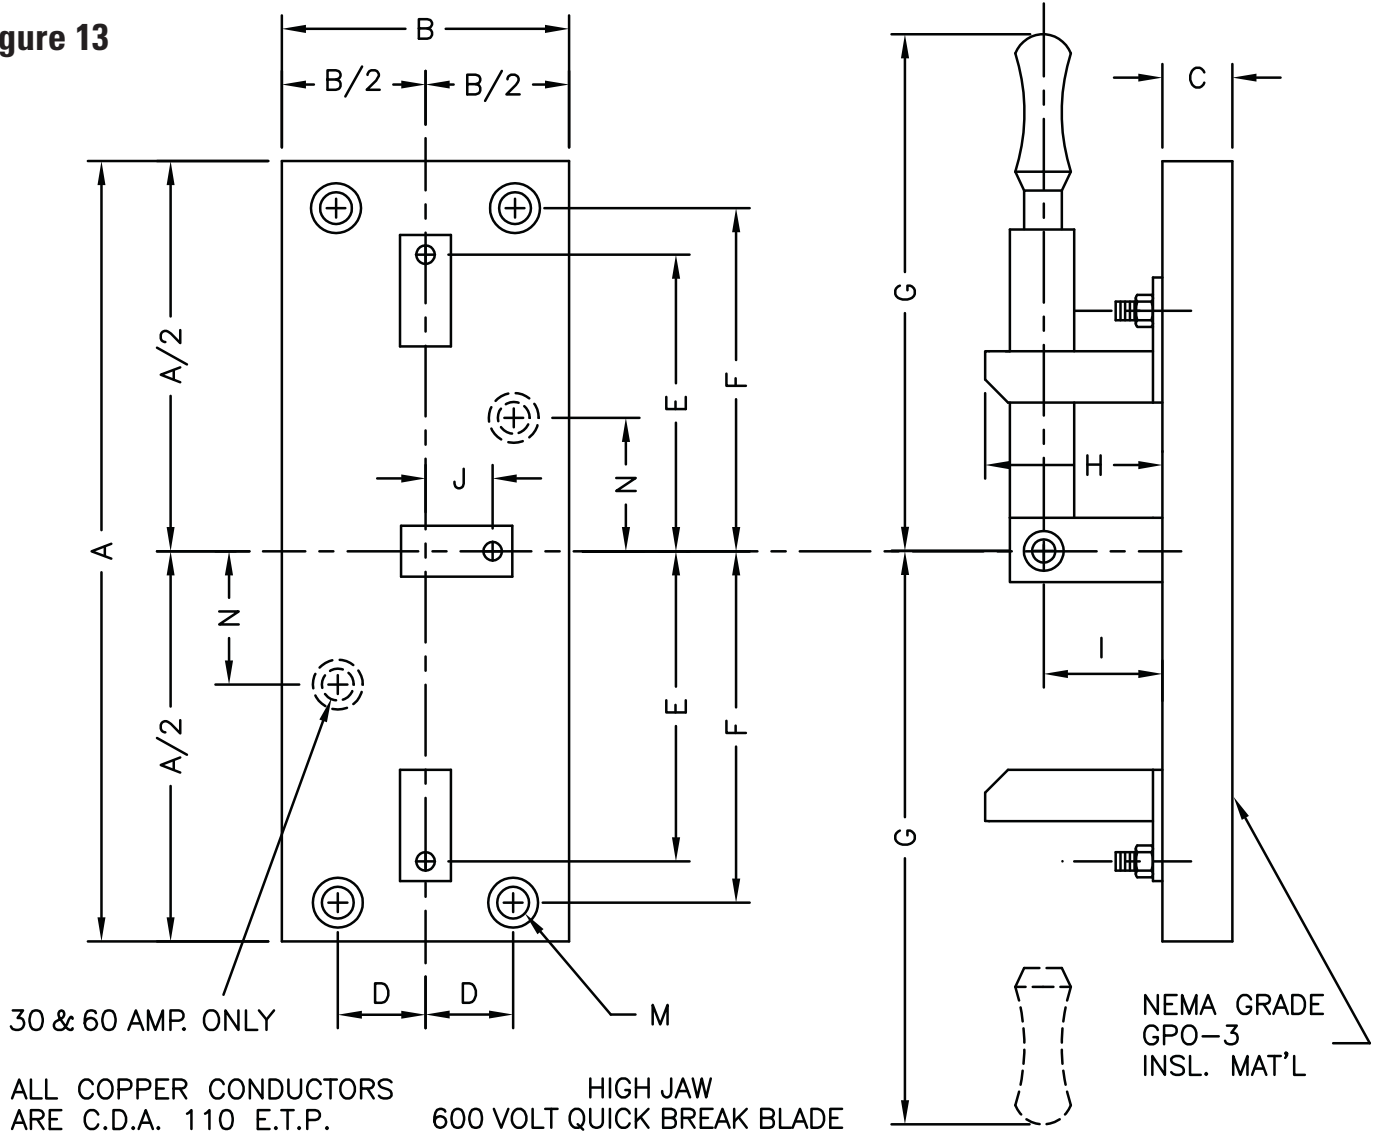 gure 13
B
B/2 B/2
C
A/2
G
F
E
A
J
N
H
N
I
E
F
A/2
G
D D
M
30 & 60 AMP. ONLY
NEMA GRADE
GPO-3
INSL. MAT'L
ALL COPPER CONDUCTORS
ARE C.D.A. 110 E.T.P.
HIGH JAW
600 VOLT QUICK BREAK BLADE